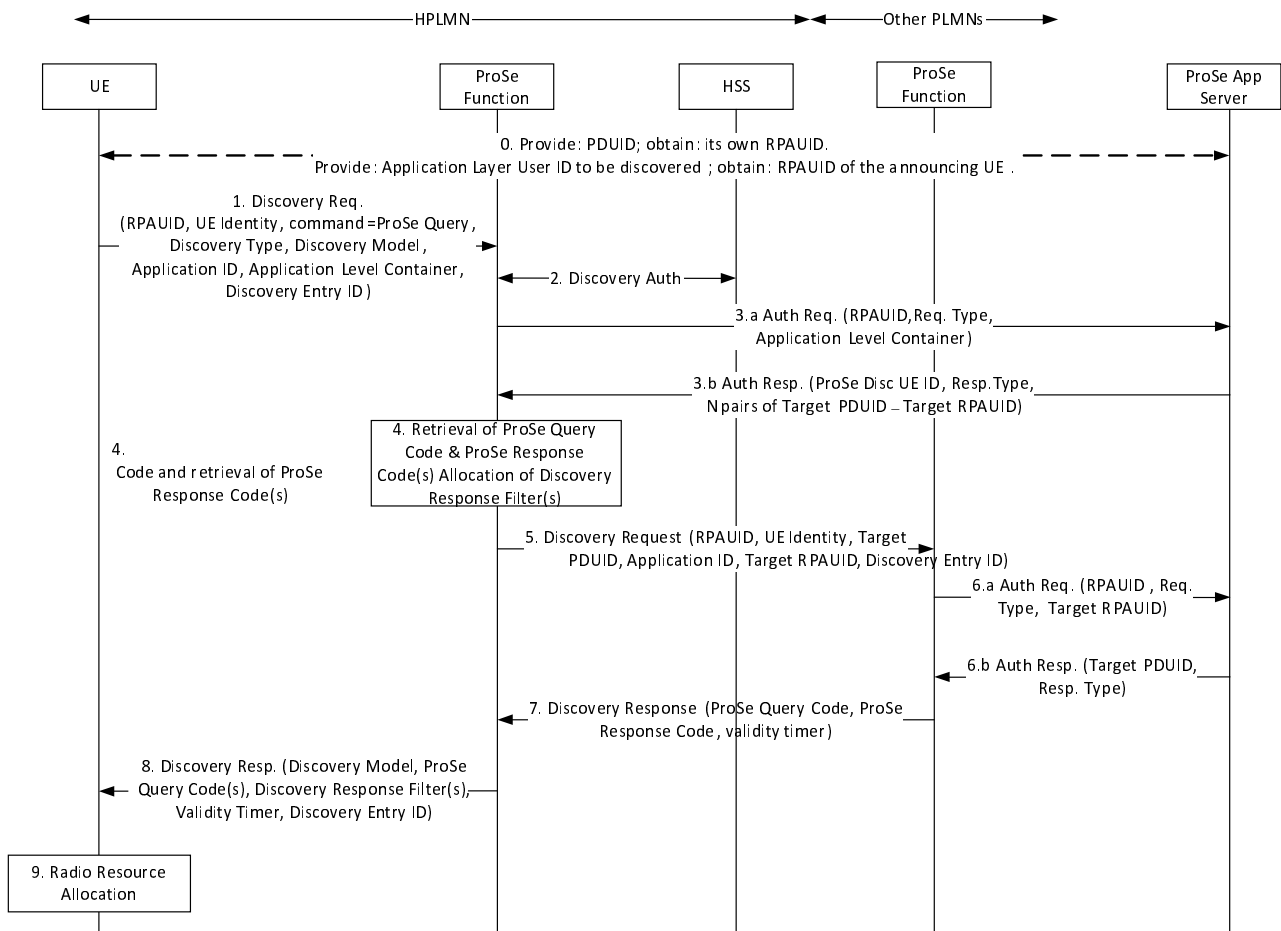 HPLMN
Other PLMNs
UE
ProSe
Function
HSS
ProSe
Function
ProSe App
Server
0. Provide: PDUID; obtain: its own RPAUID.
Provide: Application Layer User ID to be discovered ; obtain: RPAUID of the announcing UE .
1. Discovery Req.
(RPAUID, UE Identity, command=ProSe Query,
Discovery Type, Discovery Model,
Application ID, Application Level Container,
Discovery Entry ID)
2. Discovery Auth
3.a Auth Req. (RPAUID,Req. Type,
Application Level Container)
3.b Auth Resp. (ProSe Disc UE ID, Resp.Type,
N pairs of Target PDUID – Target RPAUID)
4. Retrieval of ProSe Query
Code & ProSe Response
Code(s) Allocation of Discovery
Response Filter(s)
4.
Code and retrieval of ProSe
Response Code(s)
5. Discovery Request (RPAUID, UE Identity, Target
PDUID, Application ID, Target RPAUID, Discovery Entry ID)
6.a Auth Req. (RPAUID , Req.
Type, Target RPAUID)
6.b Auth Resp. (Target PDUID,
Resp. Type)
7. Discovery Response (ProSe Query Code, ProSe
Response Code, validity timer)
8. Discovery Resp. (Discovery Model, ProSe
Query Code(s), Discovery Response Filter(s),
Validity Timer, Discovery Entry ID)
9. Radio Resource
Allocation